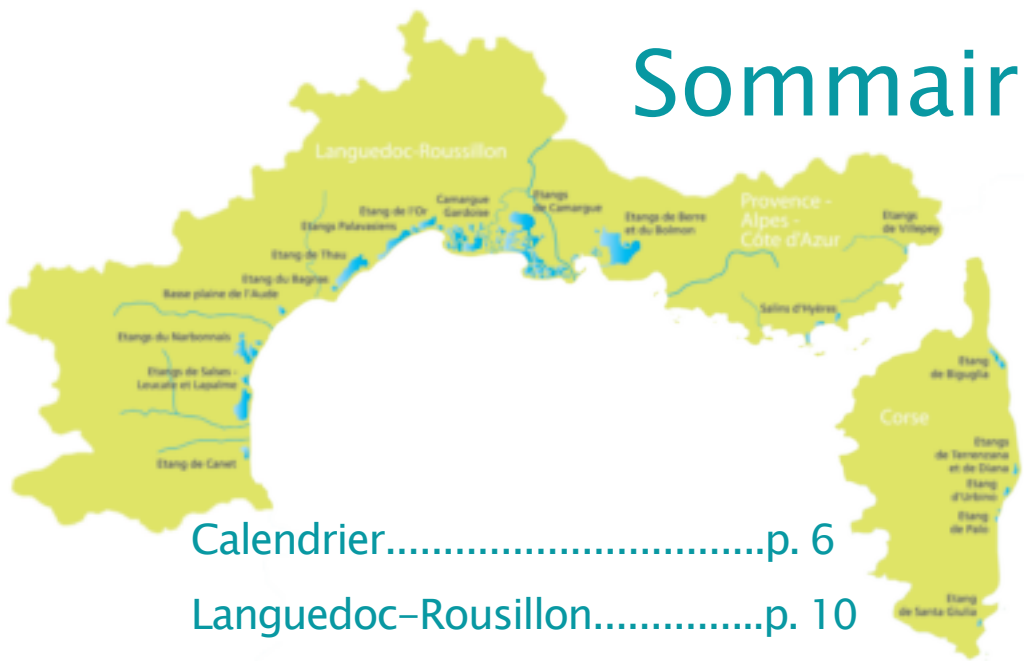 Sommair
Languedoc-Roussillon
Camargue
Gardoise
Etangs
de Camargue
Etang de l'Or
Etangs Palavasiens
Etang de Thau
Etang du Bagnas
Basse plaine de l'Aude
Etangs du Narbonnais
Etangs de Salses -
Leucate et Lapalme
Etang de Canet
Etangs de Berre
et du Bolmon
Provence -
Alpes -
Côte d'Azur
Etangs
de Villepey
Salins d'Hyères
Etang
de Biguglia
Corse
Etangs
de Terrenzana
et de Diana
Etang
d'Urbino
Etang
de Palo
Etang
de Santa Giulia
Calendrier.................................p. 6
Languedoc-Rousillon...............p. 10